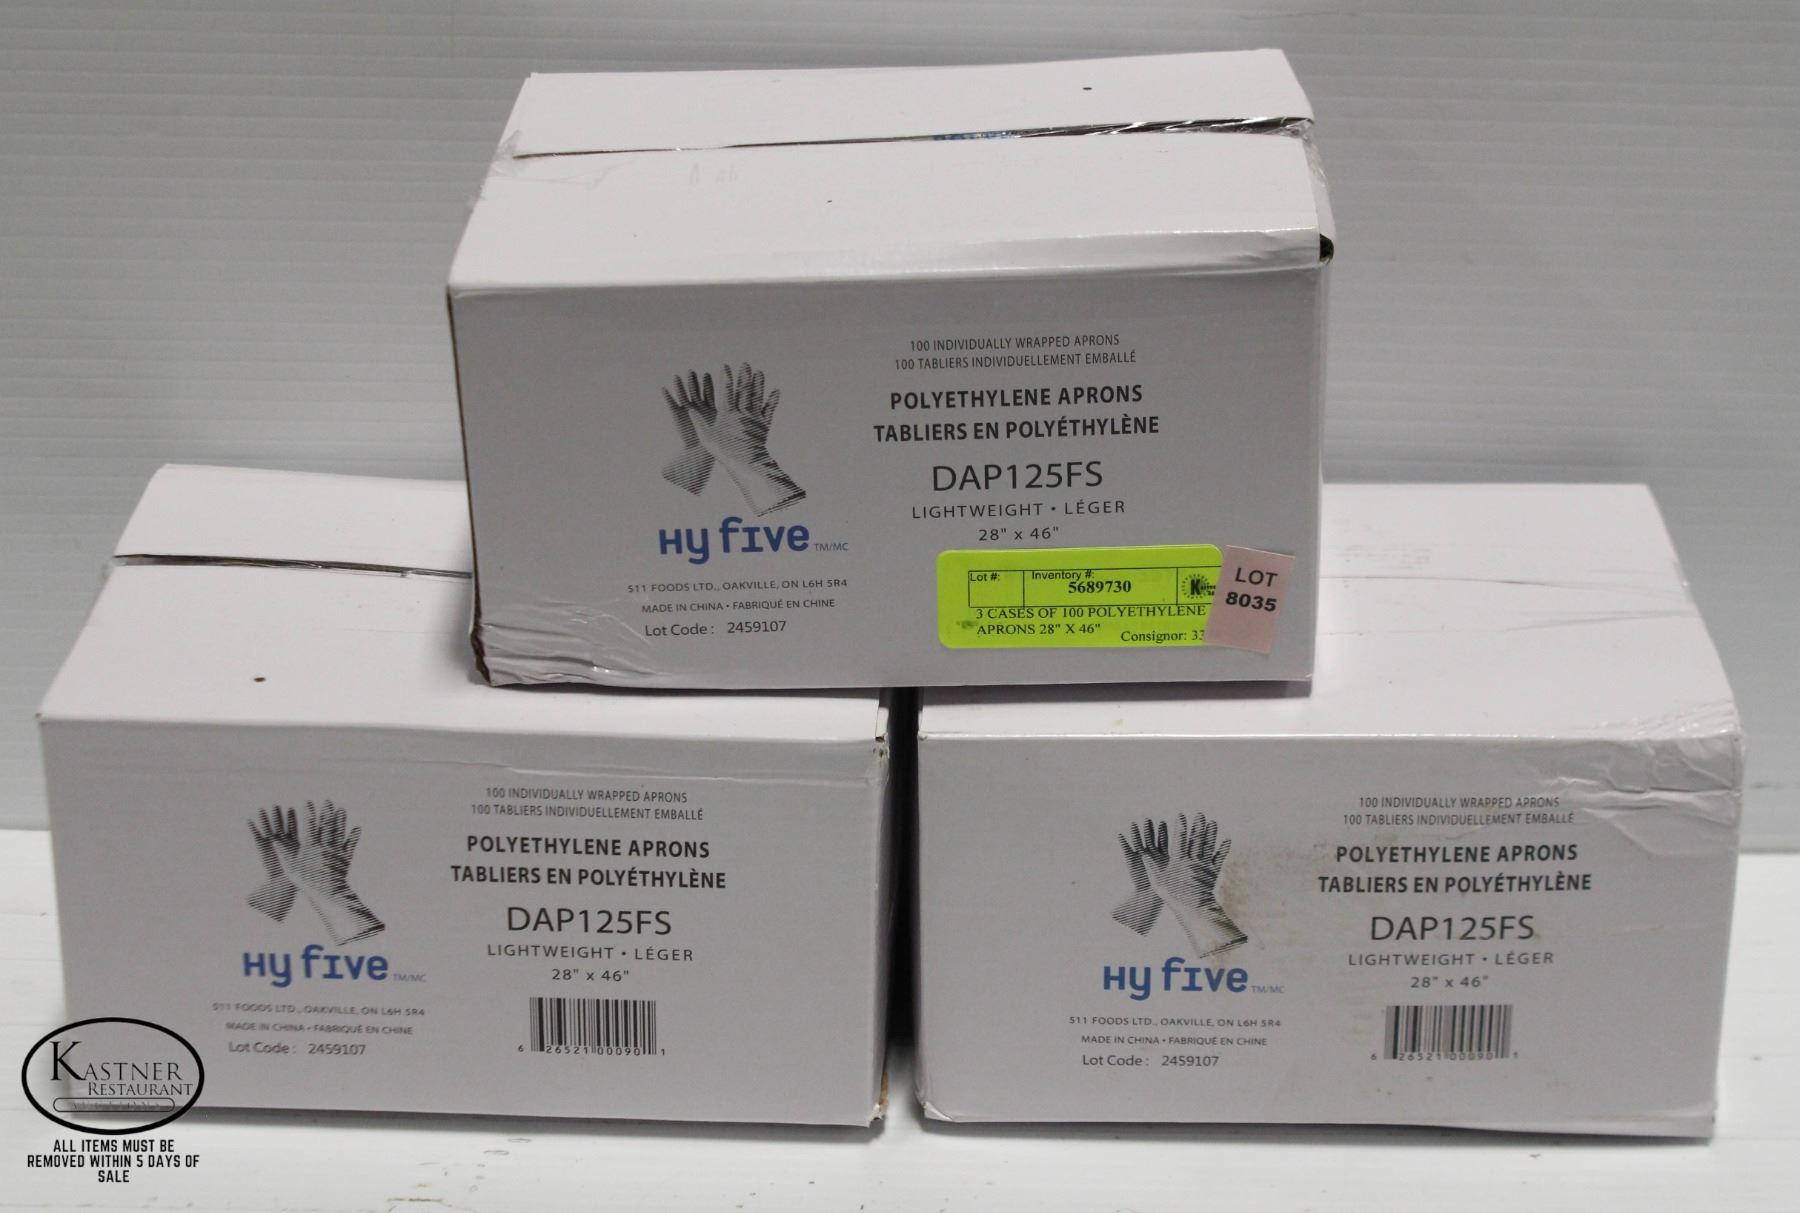 100 INDIVIDUALLY WRAPPED APRONS
100 TABLIERS INDIVIDUELLEMENT EMBALLÉ
POLYETHYLENE APRONS
TABLIERS EN POLYÉTHYLÈNE
DAP125FS
LIGHTWEIGHT • LÉGER
28" x 46"
Hy five TM/MC
511 FOODS LTD., OAKVILLE, ON L6H 5R4
MADE IN CHINA • FABRIQUÉ EN CHINE
Lot Code : 2459107
Lot #: Inventory #:
5689730
3 CASES OF 100 POLYETHYLENE
APRONS 28" X 46"
Consignor: 33
LOT
8035
100 INDIVIDUALLY WRAPPED APRONS
100 TABLIERS INDIVIDUELLEMENT EMBALLÉ
POLYETHYLENE APRONS
TABLIERS EN POLYÉTHYLÈNE
DAP125FS
LIGHTWEIGHT • LÉGER
28" x 46"
Hy five TM/MC
511 FOODS LTD., OAKVILLE, ON L6H 5R4
MADE IN CHINA • FABRIQUÉ EN CHINE
Lot Code : 2459107
6 26521 00090 1
100 INDIVIDUALLY WRAPPED APRONS
100 TABLIERS INDIVIDUELLEMENT EMBALLÉ
POLYETHYLENE APRONS
TABLIERS EN POLYÉTHYLÈNE
DAP125FS
LIGHTWEIGHT • LÉGER
28" x 46"
Hy five TM/MC
511 FOODS LTD., OAKVILLE, ON L6H 5R4
MADE IN CHINA • FABRIQUÉ EN CHINE
Lot Code : 2459107
6 26521 00090 1
KASTNER
RESTAURANT
ALL ITEMS MUST BE
REMOVED WITHIN 5 DAYS OF
SALE